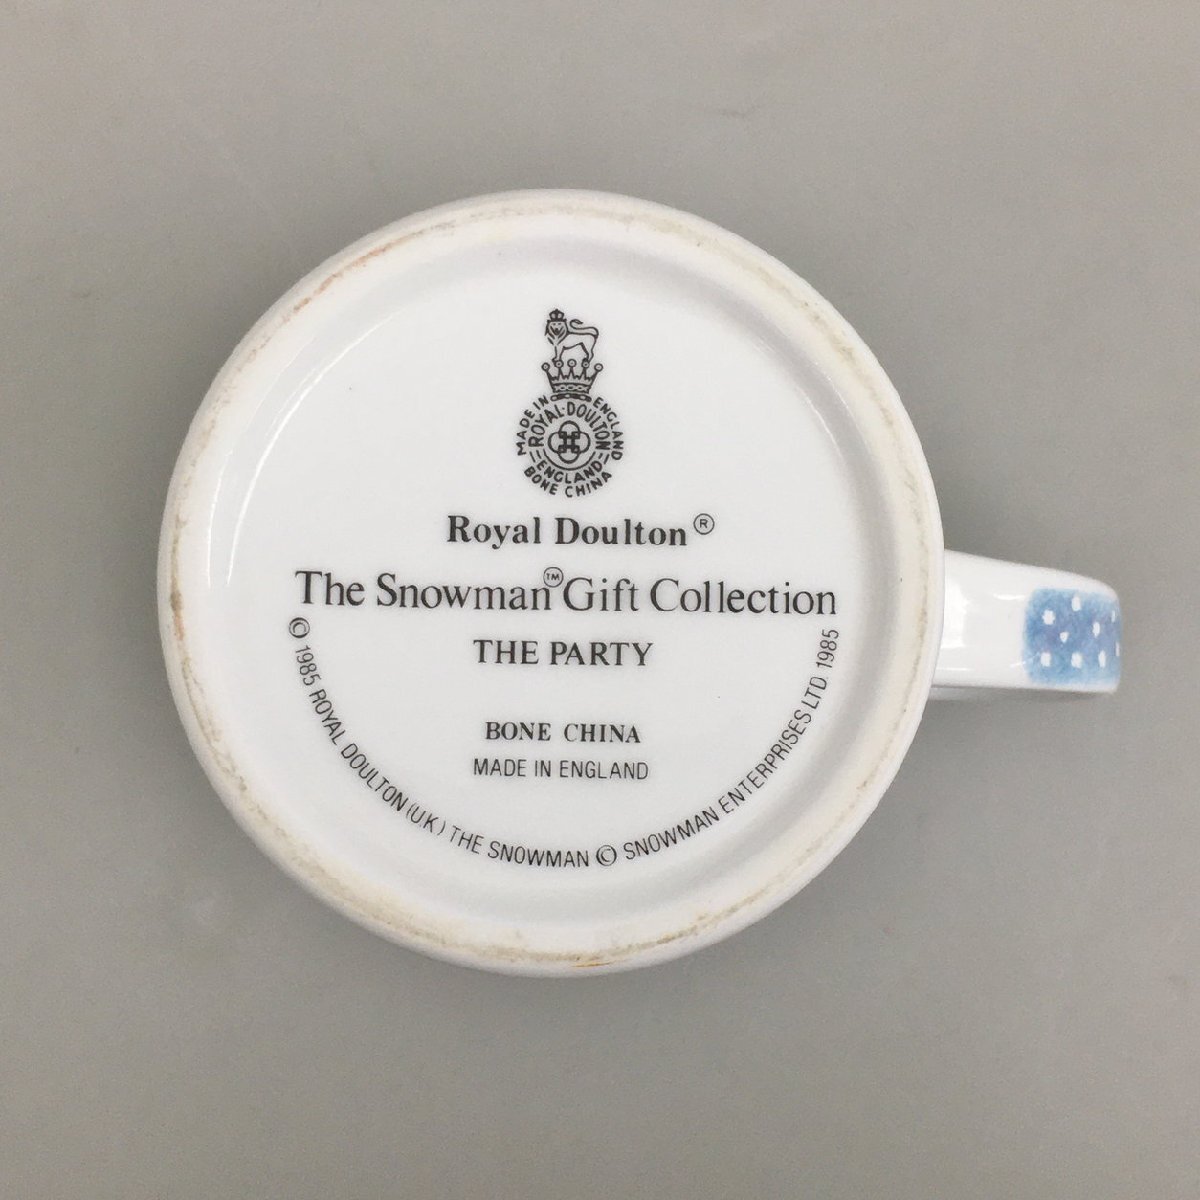 MADE IN ENGLAND
ROYAL·DOULTON
ENGLAND
BONE CHINA
Royal Doulton®
The Snowman™ Gift Collection
THE PARTY
BONE CHINA
MADE IN ENGLAND
© 1985 ROYAL DOULTON (UK) THE SNOWMAN © SNOWMAN ENTERPRISES LTD 1985